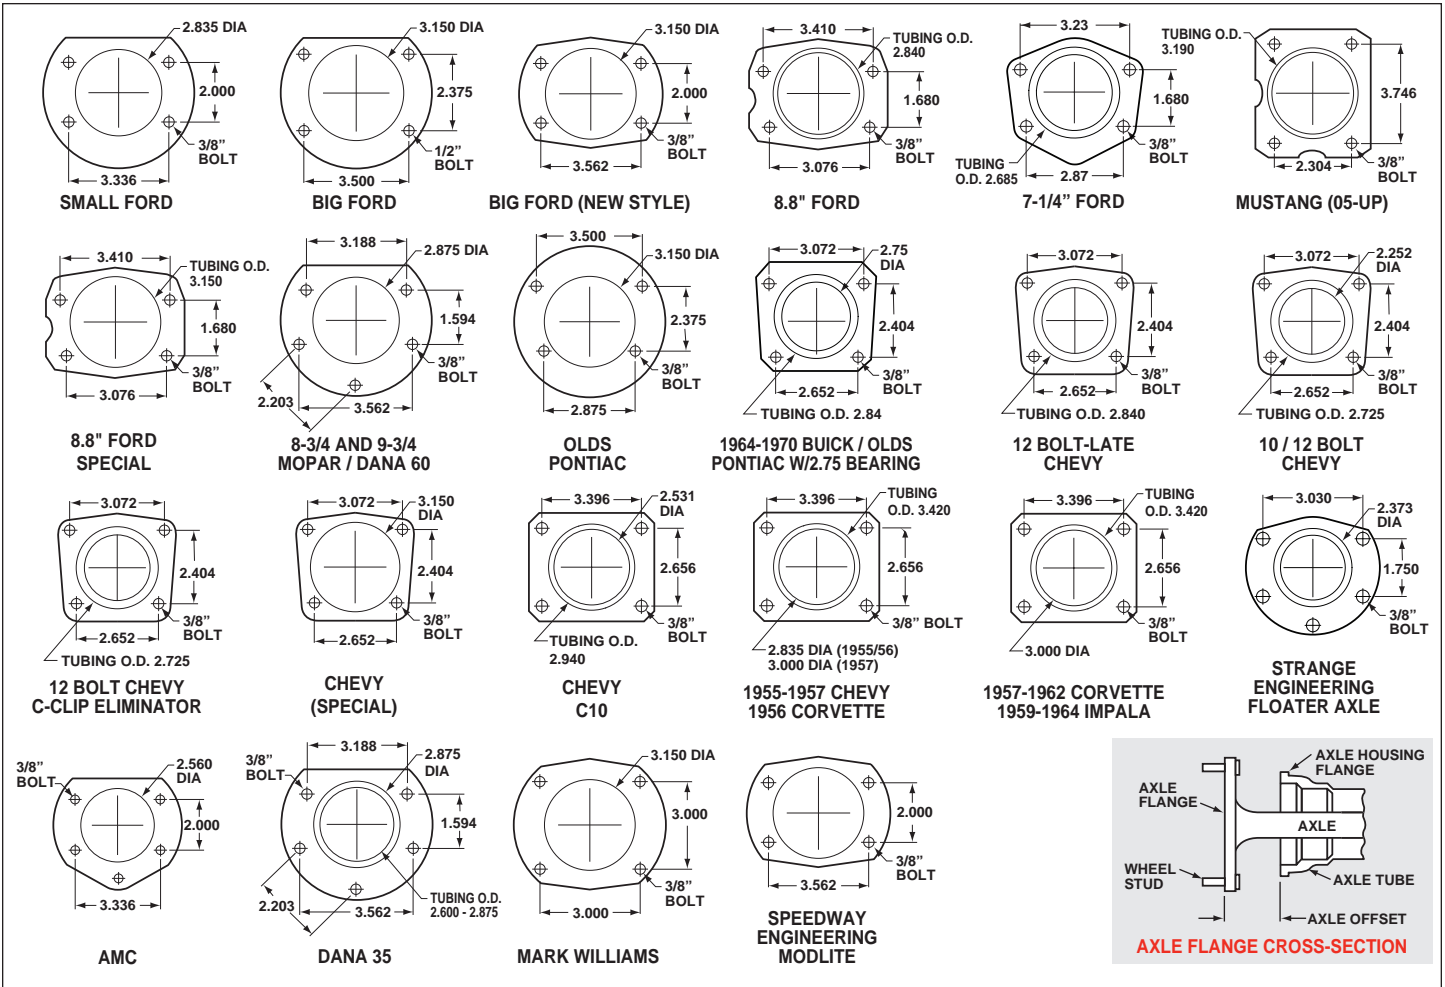 2.835 DIA
2.000
3/8”
BOLT
3.336
SMALL FORD
3.150 DIA
2.375
1/2”
BOLT
3.500
BIG FORD
3.150 DIA
2.000
3/8”
BOLT
3.562
BIG FORD (NEW STYLE)
3.410
TUBING O.D.
2.840
1.680
3/8”
BOLT
3.076
8.8" FORD
3.23
1.680
3/8”
BOLT
TUBING
O.D. 2.685
2.87
7-1/4” FORD
TUBING O.D.
3.190
3.746
2.304
3/8”
BOLT
MUSTANG (05-UP)
3.410
TUBING O.D.
3.150
1.680
3/8”
BOLT
3.076
8.8" FORD
SPECIAL
3.188
2.875 DIA
1.594
3/8”
BOLT
2.203
3.562
8-3/4 AND 9-3/4
MOPAR / DANA 60
3.500
3.150 DIA
2.375
3/8”
BOLT
2.875
OLDS
PONTIAC
3.072
2.75
DIA
2.404
3/8”
BOLT
2.652
TUBING O.D. 2.84
1964-1970 BUICK / OLDS
PONTIAC W/2.75 BEARING
3.072
2.404
3/8”
BOLT
2.652
TUBING O.D. 2.840
12 BOLT-LATE
CHEVY
3.072
2.252
DIA
2.404
3/8”
BOLT
2.652
TUBING O.D. 2.725
10 / 12 BOLT
CHEVY
3.072
2.404
3/8”
BOLT
2.652
TUBING O.D. 2.725
12 BOLT CHEVY
C-CLIP ELIMINATOR
3.072
3.150
DIA
2.404
3/8”
BOLT
2.652
CHEVY
(SPECIAL)
3.396
2.531
DIA
2.656
3/8”
BOLT
TUBING O.D.
2.940
CHEVY
C10
3.396
TUBING
O.D. 3.420
2.656
3/8” BOLT
2.835 DIA (1955/56)
3.000 DIA (1957)
1955-1957 CHEVY
1956 CORVETTE
3.396
TUBING
O.D. 3.420
2.656
3/8”
BOLT
3.000 DIA
1957-1962 CORVETTE
1959-1964 IMPALA
3.030
2.373
DIA
1.750
3/8”
BOLT
STRANGE
ENGINEERING
FLOATER AXLE
3/8”
BOLT
2.560
DIA
2.000
3.336
AMC
3/8”
BOLT
3.188
2.875
DIA
1.594
2.203
3.562
TUBING O.D.
2.600 - 2.875
DANA 35
3.150 DIA
3.000
3/8”
BOLT
3.000
MARK WILLIAMS
2.000
3/8”
BOLT
3.562
SPEEDWAY
ENGINEERING
MODLITE
AXLE HOUSING
FLANGE
AXLE
FLANGE
AXLE
WHEEL
STUD
AXLE TUBE
AXLE OFFSET
AXLE FLANGE CROSS-SECTION